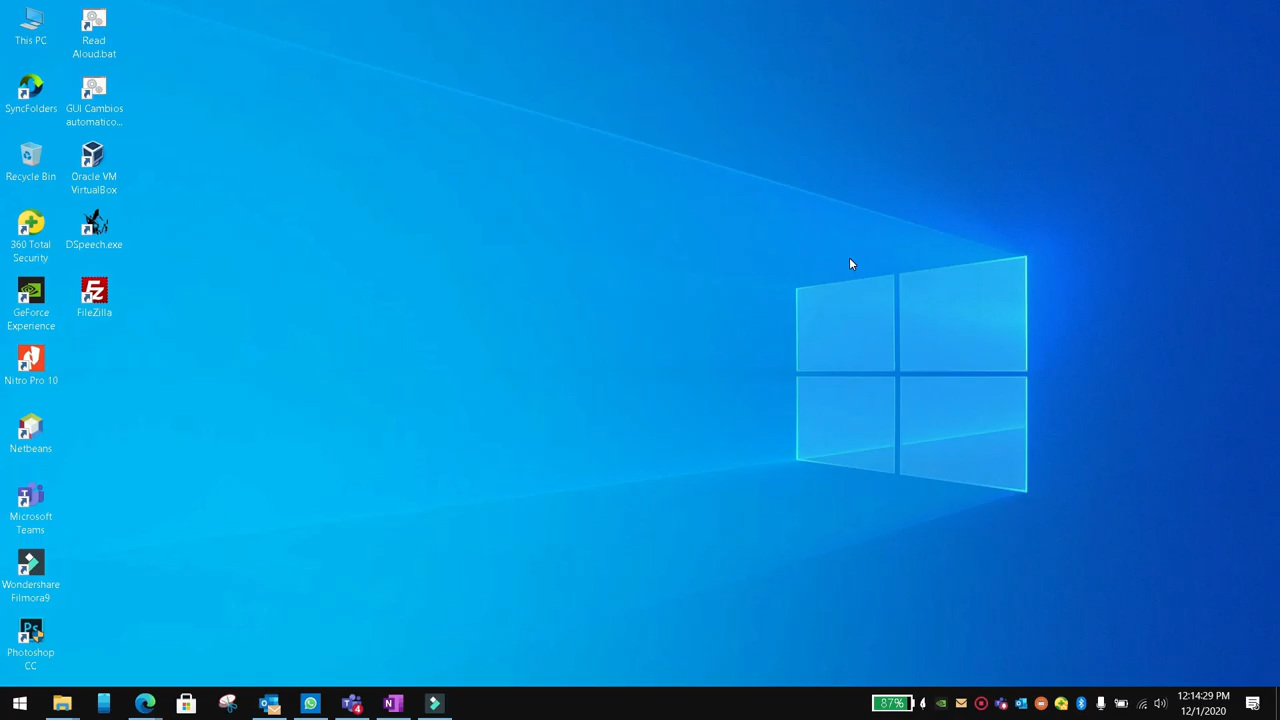 This PC
Read
Aloud.bat
SyncFolders
GUI Cambios
automatico...
Recycle Bin
Oracle VM
VirtualBox
360 Total
Security
DSpeech.exe
GeForce
Experience
FileZilla
Nitro Pro 10
Netbeans
Microsoft
Teams
Wondershare
Filmora9
Ps
Photoshop
CC
4
87%
12:14:29 PM
12/1/2020